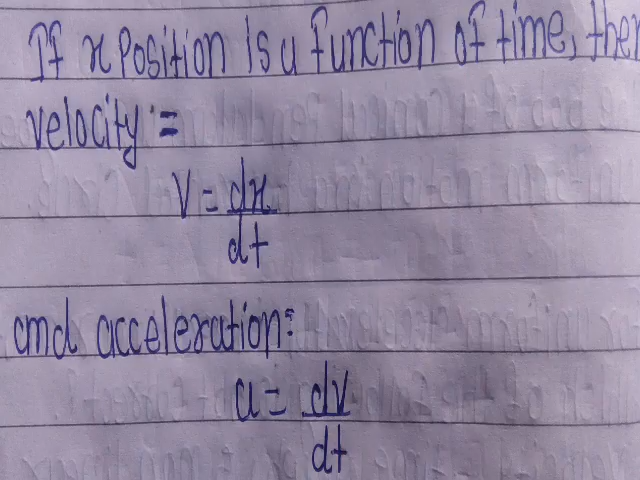 If x Position is a function of time, then
velocity :=
v = dx
dt
and acceleration:
a = dv
dt